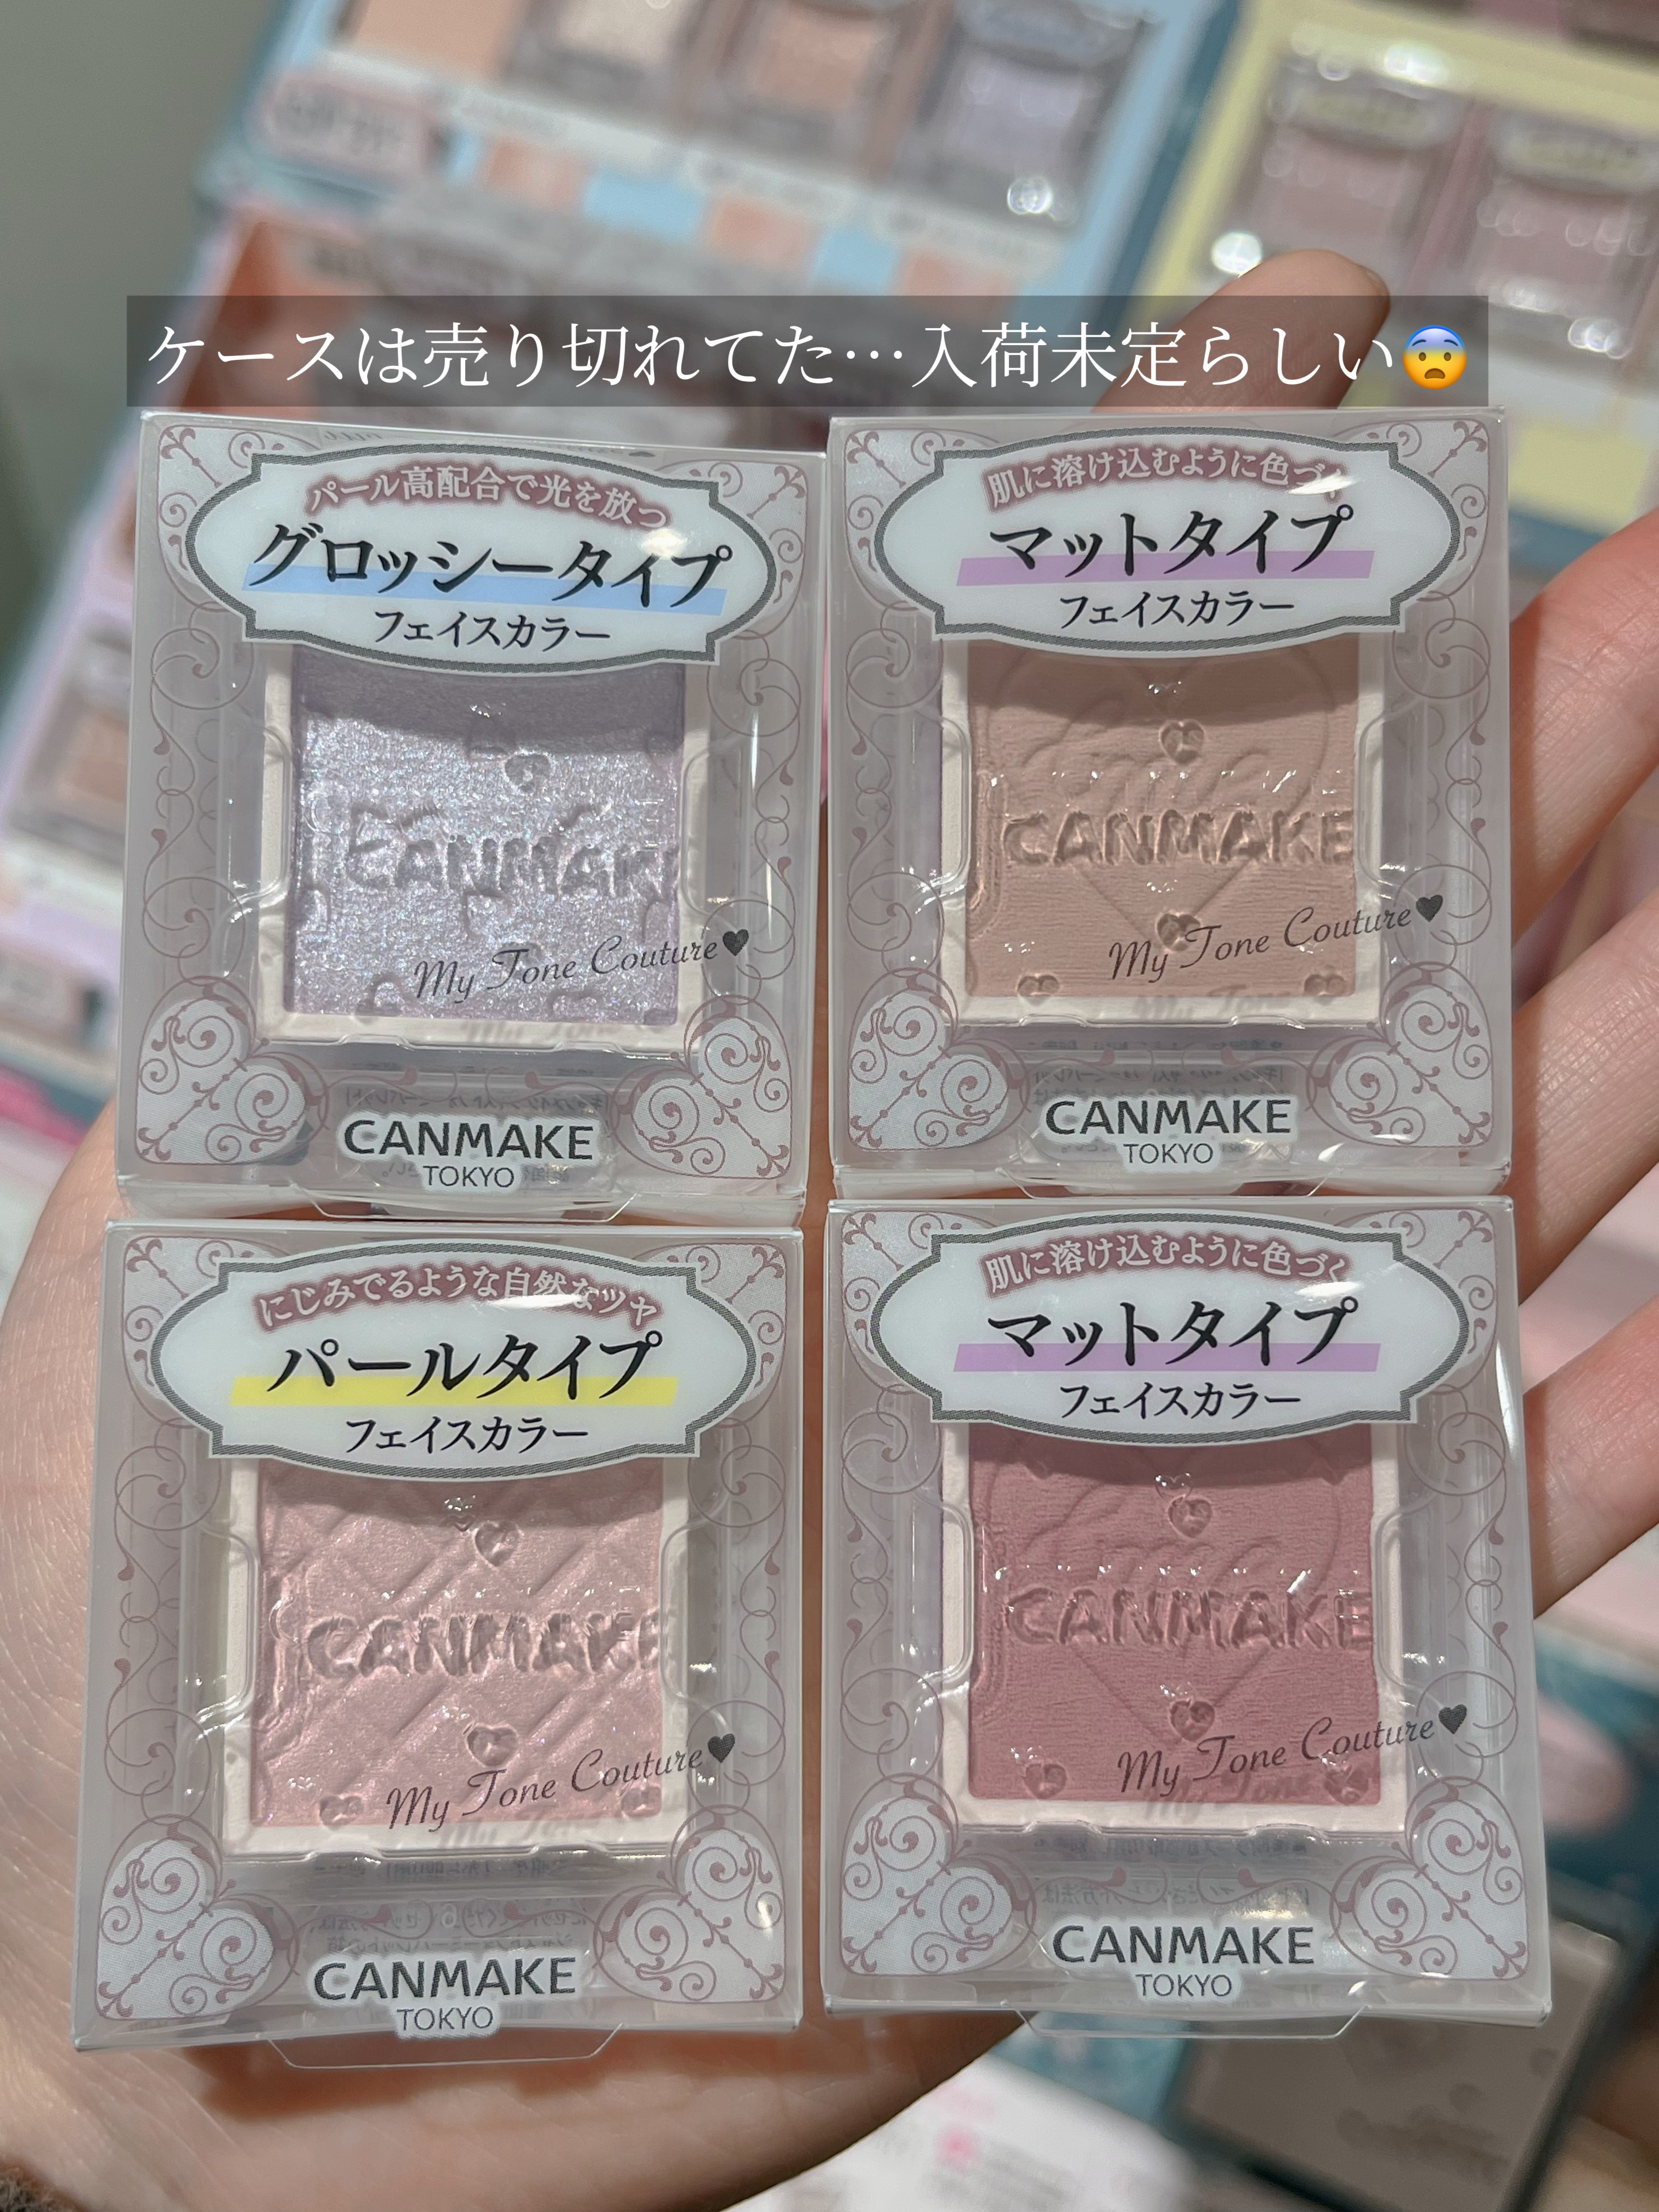 ケースは売り切れてた…入荷未定らしい😨
パール高配合で光を放つ
グロッシータイプ
フェイスカラー
CANMAKE
My Tone Couture♥
CANMAKE
TOKYO
肌に溶け込むように色づく
マットタイプ
フェイスカラー
CANMAKE
My Tone Couture♥
CANMAKE
TOKYO
にじみでるような自然なツヤ
パールタイプ
フェイスカラー
CANMAKE
My Tone Couture♥
CANMAKE
TOKYO
肌に溶け込むように色づく
マットタイプ
フェイスカラー
CANMAKE
My Tone Couture♥
CANMAKE
TOKYO